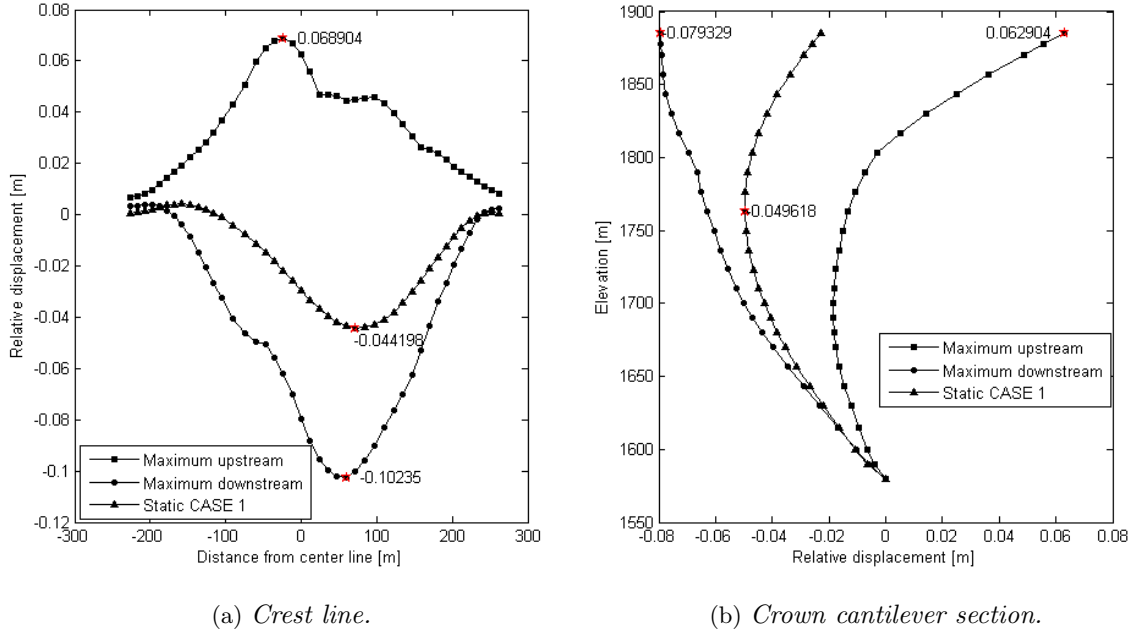 0.1
0.08
0.06
0.04
0.02
0
-0.02
-0.04
-0.06
-0.08
-0.1
-0.12
Relative displacement [m]
0.068904
-0.044198
-0.10235
Maximum upstream
Maximum downstream
Static CASE 1
-300 -200 -100 0 100 200 300
Distance from center line [m]
(a) Crest line.
1900
1850
1800
1750
1700
1650
1600
1550
Elevation [m]
-0.079329
0.062904
-0.049618
Maximum upstream
Maximum downstream
Static CASE 1
-0.08 -0.06 -0.04 -0.02 0 0.02 0.04 0.06 0.08
Relative displacement [m]
(b) Crown cantilever section.